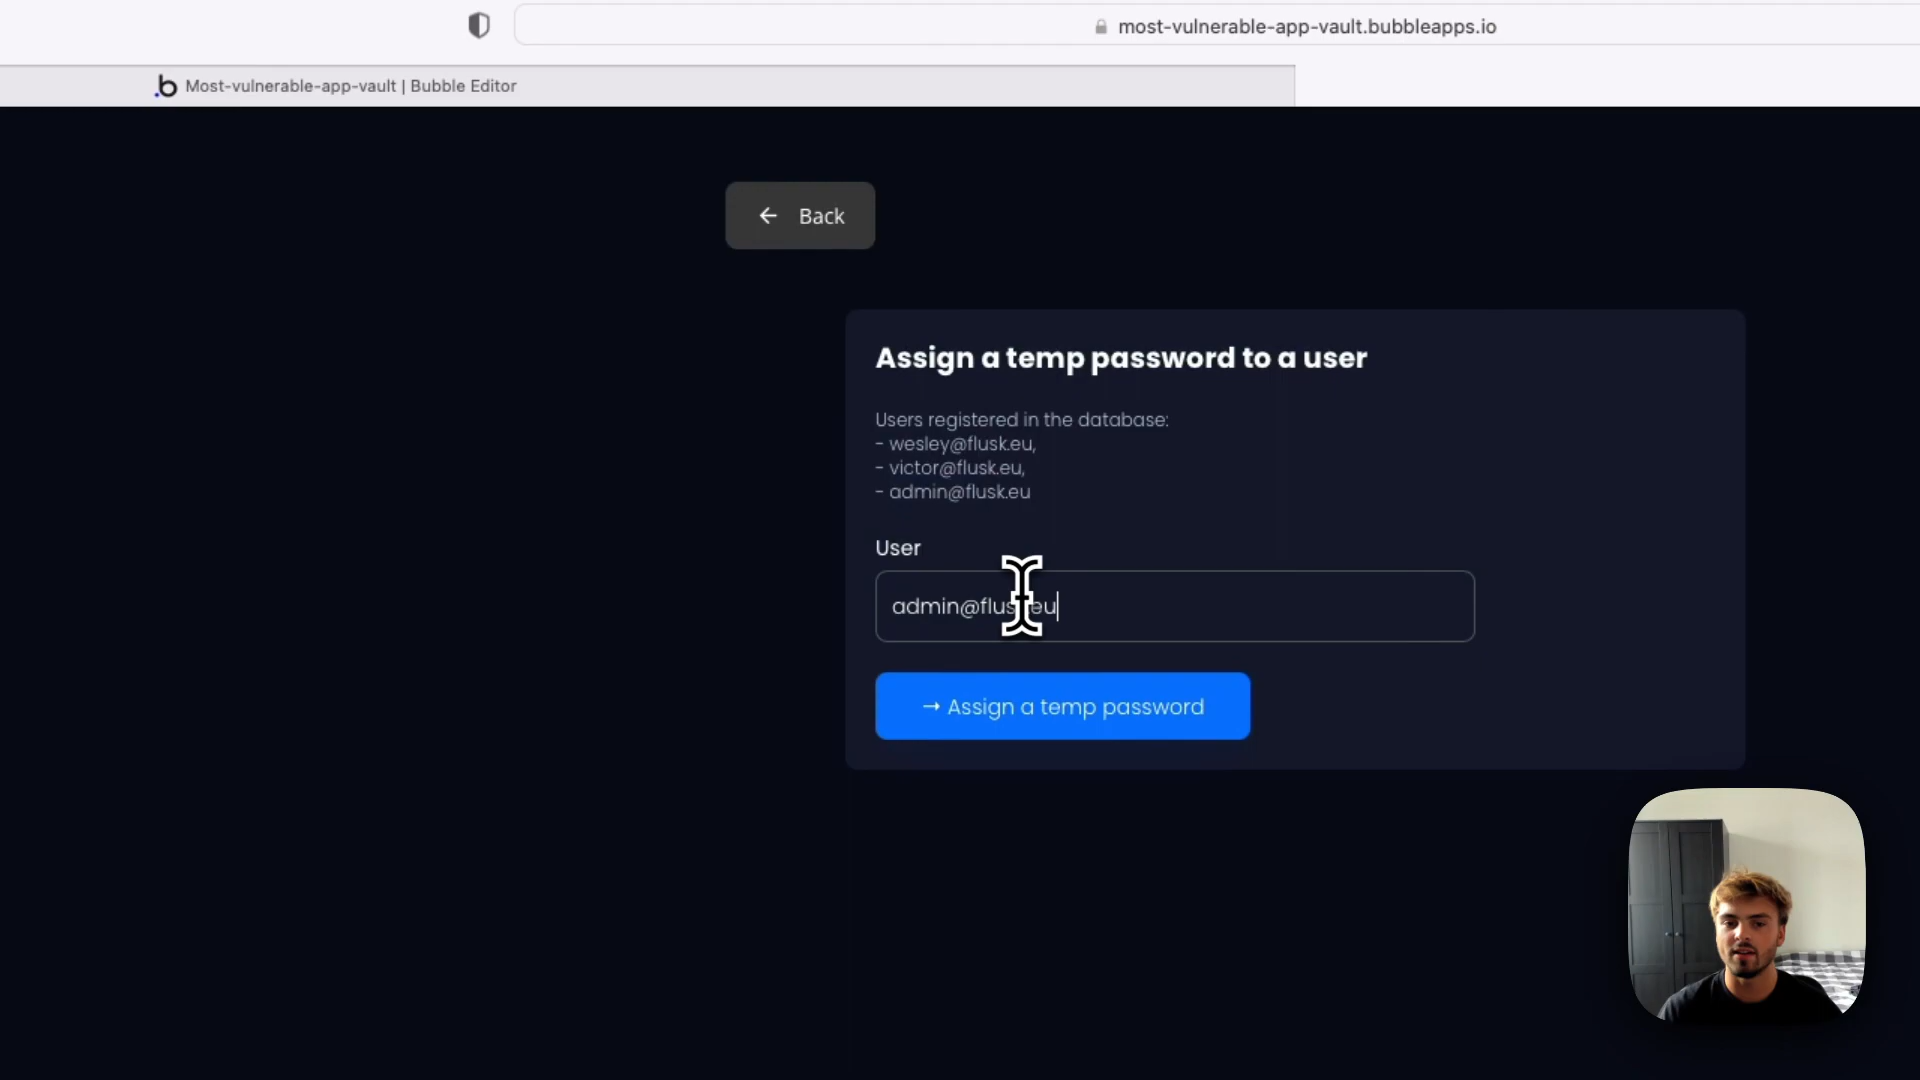 most-vulnerable-app-vault.bubbleapps.io
Most-vulnerable-app-vault | Bubble Editor
← Back
Assign a temp password to a user
Users registered in the database:
- wesley@flusk.eu,
- victor@flusk.eu,
- admin@flusk.eu
User
→ Assign a temp password